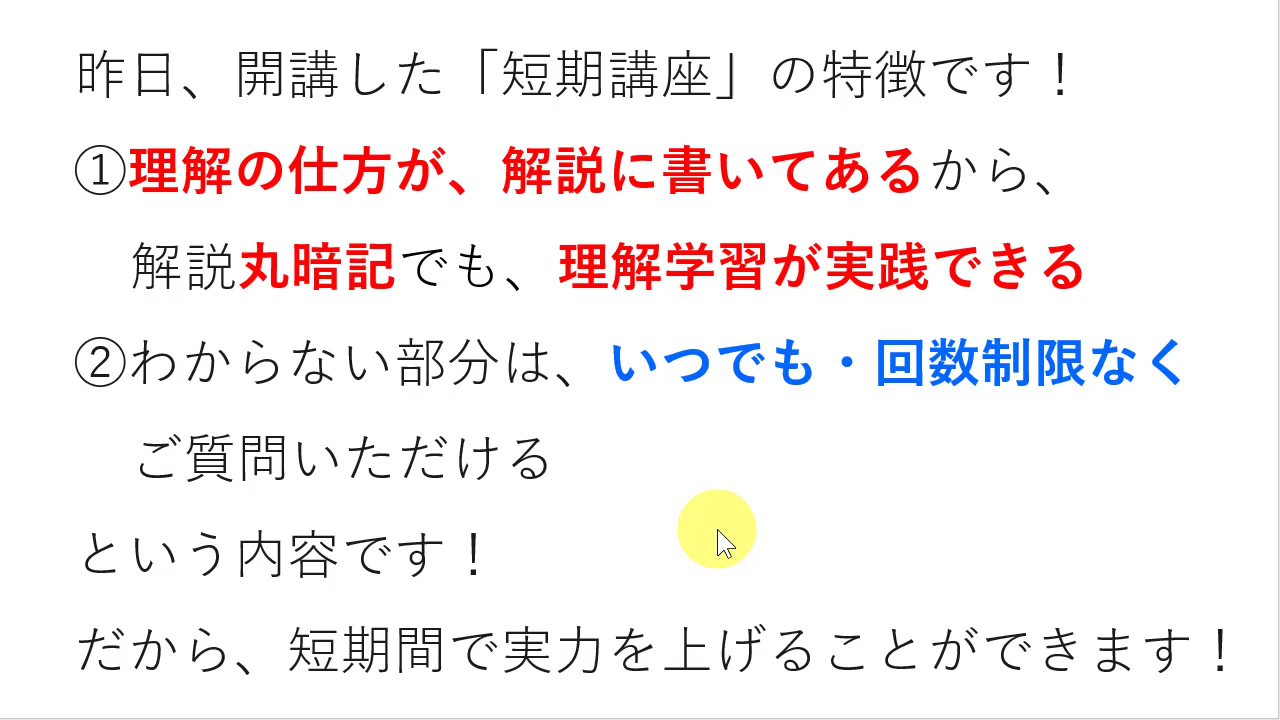 昨日、開講した「短期講座」の特徴です！
①理解の仕方が、解説に書いてあるから、
解説丸暗記でも、理解学習が実践できる
②わからない部分は、いつでも・回数制限なく
ご質問いただける
という内容です！
だから、短期間で実力を上げることができます！